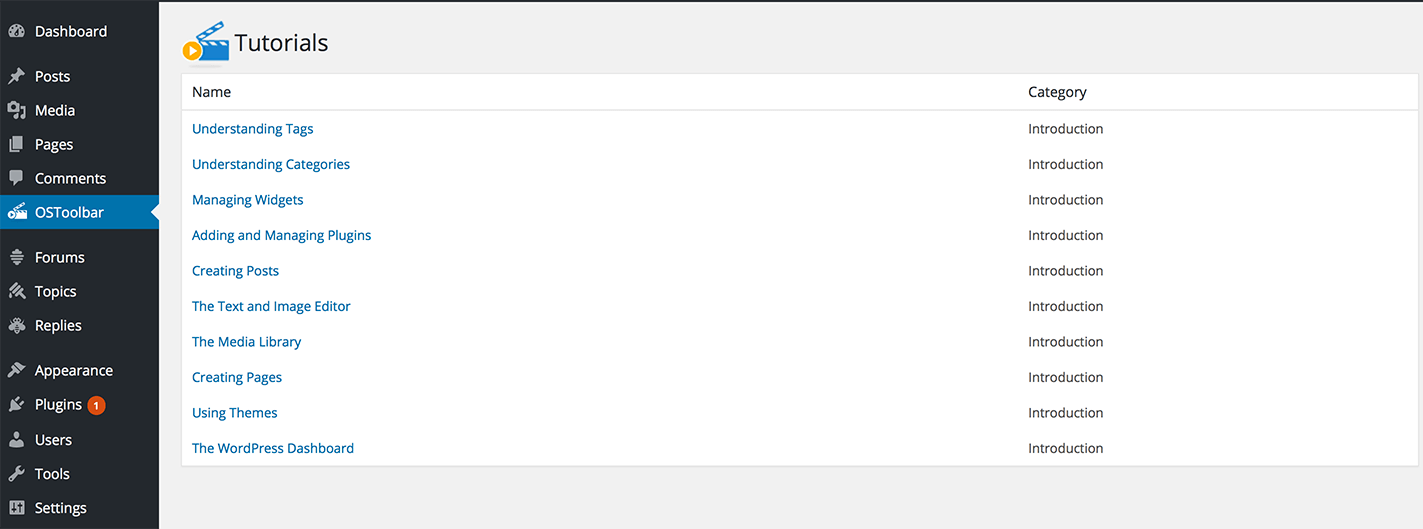 Dashboard
Posts
Media
Pages
Comments
OSToolbar
Forums
Topics
Replies
Appearance
Plugins 1
Users
Tools
Settings
Tutorials
Name Category
Understanding Tags Introduction
Understanding Categories Introduction
Managing Widgets Introduction
Adding and Managing Plugins Introduction
Creating Posts Introduction
The Text and Image Editor Introduction
The Media Library Introduction
Creating Pages Introduction
Using Themes Introduction
The WordPress Dashboard Introduction